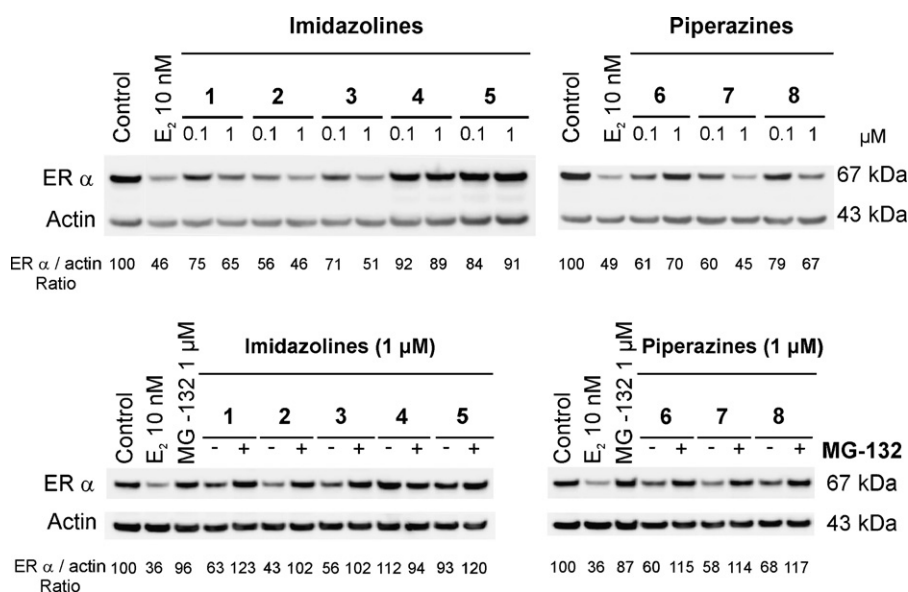 Imidazolines
Piperazines
Control E₂ 10 nM 1 2 3 4 5 Control E₂ 10 nM 6 7 8
0.1 1 0.1 1 0.1 1 0.1 1 0.1 1 0.1 1 0.1 1 0.1 1 µM
ER α 67 kDa
Actin 43 kDa
ER α / actin Ratio 100 46 75 65 56 46 71 51 92 89 84 91 100 49 61 70 60 45 79 67
Imidazolines (1 µM)
Piperazines (1 µM)
Control E₂ 10 nM MG -132 1 µM 1 2 3 4 5 Control E₂ 10 nM MG -132 1 µM 6 7 8
- + - + - + - + - + - + - + - + MG-132
ER α 67 kDa
Actin 43 kDa
ER α / actin Ratio 100 36 96 63 123 43 102 56 102 112 94 93 120 100 36 87 60 115 58 114 68 117